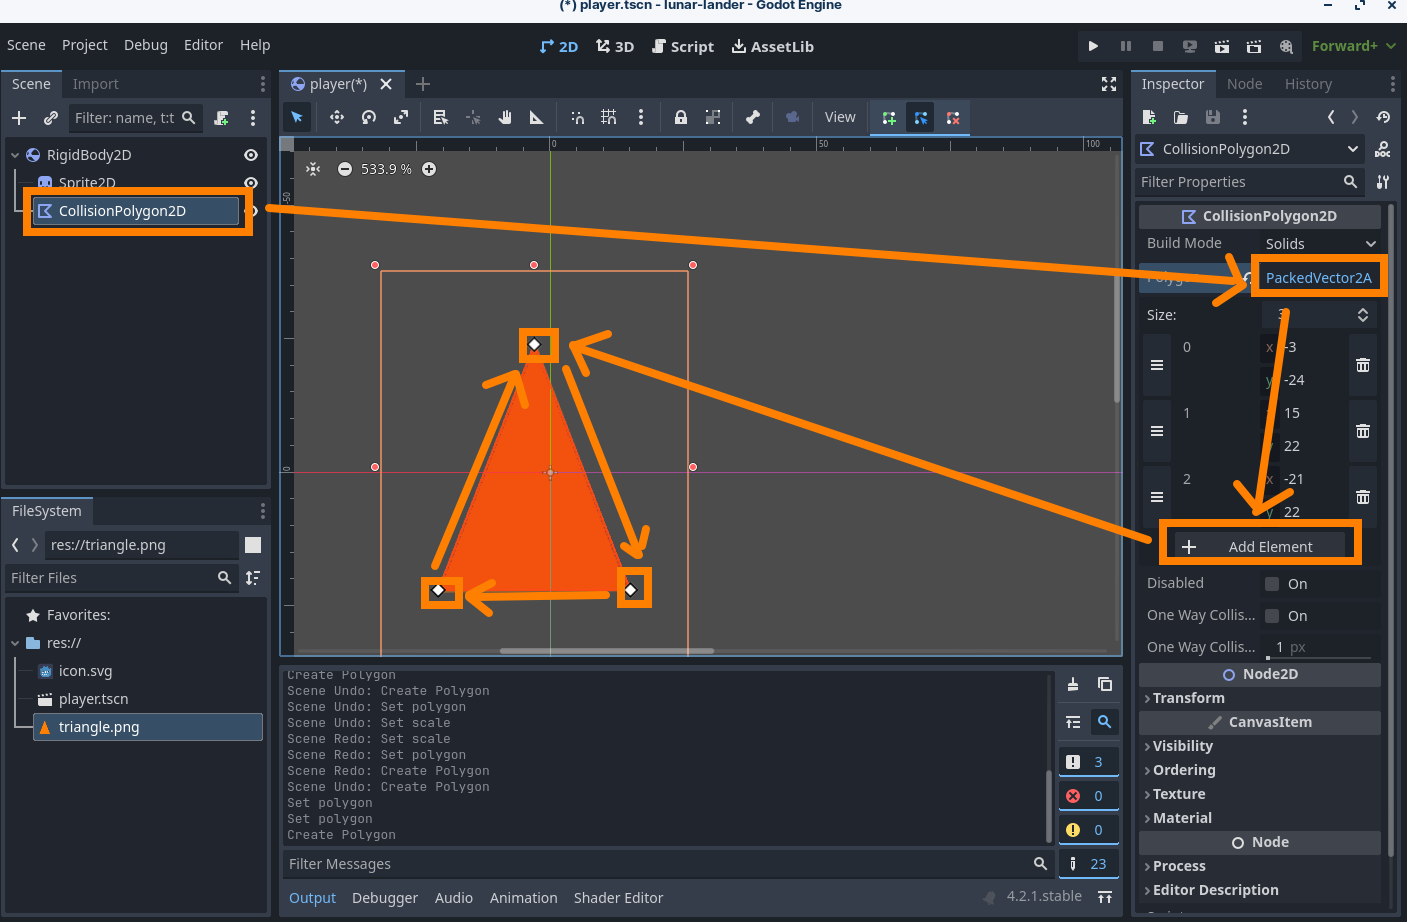 (*) player.tscn - lunar-lander - Godot Engine
Scene Project Debug Editor Help
2D 3D Script AssetLib
Forward+
Scene Import
Filter: name, t:t
RigidBody2D
Sprite2D
CollisionPolygon2D
FileSystem
res://triangle.png
Filter Files
Favorites:
res://
icon.svg
player.tscn
triangle.png
player(*)
View
0 50 100
-50
0
533.9 %
Create Polygon
Scene Undo: Create Polygon
Scene Undo: Set polygon
Scene Undo: Set scale
Scene Redo: Set scale
Scene Redo: Set polygon
Scene Redo: Create Polygon
Scene Undo: Create Polygon
Set polygon
Set polygon
Create Polygon
Filter Messages
3
0
0
23
Output Debugger Audio Animation Shader Editor
4.2.1.stable
Inspector Node History
CollisionPolygon2D
Filter Properties
CollisionPolygon2D
Build Mode Solids
PackedVector2A
Size: 3
0 x -3
y -24
1 15
22
2 x -21
y 22
Add Element
Disabled On
One Way Collis... On
One Way Collis... 1 px
Node2D
Transform
CanvasItem
Visibility
Ordering
Texture
Material
Node
Process
Editor Description